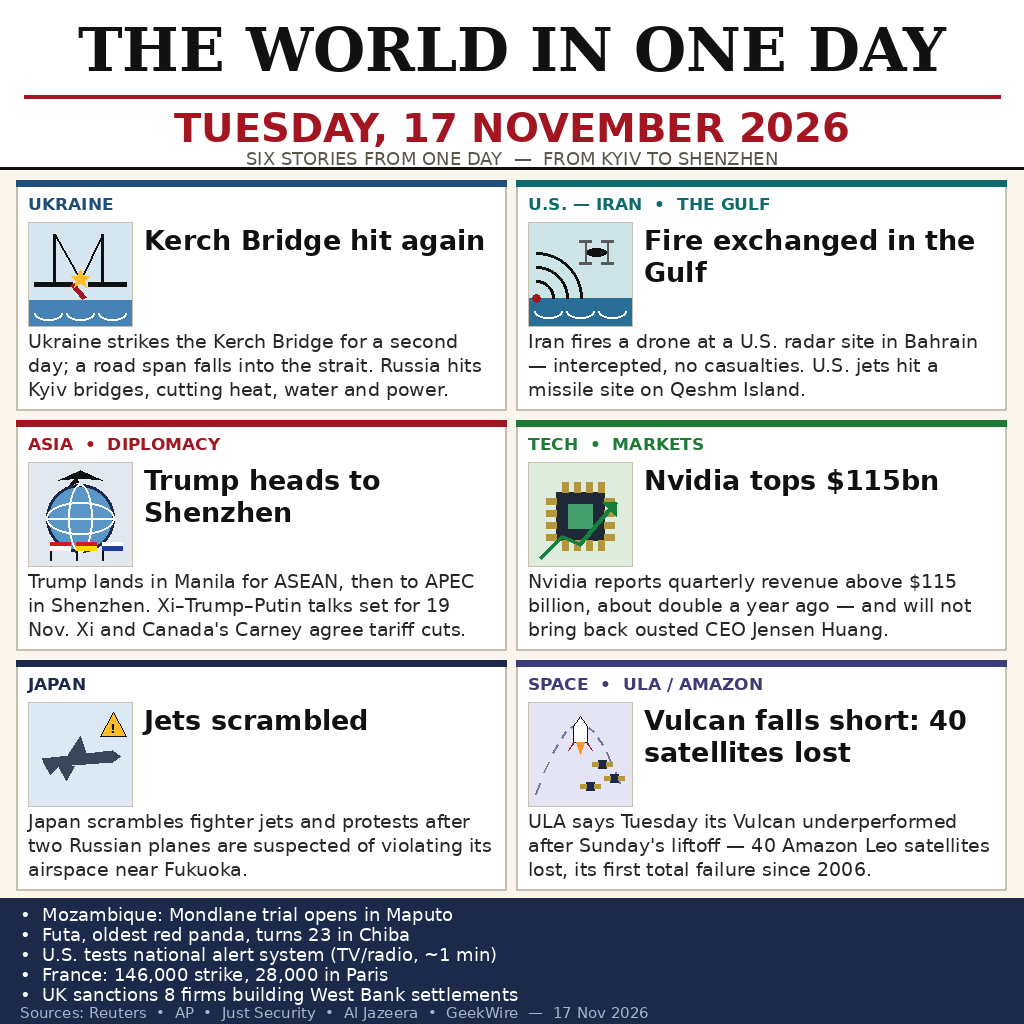 THE WORLD IN ONE DAY
TUESDAY, 17 NOVEMBER 2026
SIX STORIES FROM ONE DAY — FROM KYIV TO SHENZHEN
UKRAINE
Kerch Bridge hit again
Ukraine strikes the Kerch Bridge for a second
day; a road span falls into the strait. Russia hits
Kyiv bridges, cutting heat, water and power.
U.S. — IRAN • THE GULF
Fire exchanged in the
Gulf
Iran fires a drone at a U.S. radar site in Bahrain
— intercepted, no casualties. U.S. jets hit a
missile site on Qeshm Island.
ASIA • DIPLOMACY
Trump heads to
Shenzhen
Trump lands in Manila for ASEAN, then to APEC
in Shenzhen. Xi–Trump–Putin talks set for 19
Nov. Xi and Canada's Carney agree tariff cuts.
TECH • MARKETS
Nvidia tops $115bn
Nvidia reports quarterly revenue above $115
billion, about double a year ago — and will not
bring back ousted CEO Jensen Huang.
JAPAN
!
Jets scrambled
Japan scrambles fighter jets and protests after
two Russian planes are suspected of violating its
airspace near Fukuoka.
SPACE • ULA / AMAZON
Vulcan falls short: 40
satellites lost
ULA says Tuesday its Vulcan underperformed
after Sunday's liftoff — 40 Amazon Leo satellites
lost, its first total failure since 2006.
• Mozambique: Mondlane trial opens in Maputo
• Futa, oldest red panda, turns 23 in Chiba
• U.S. tests national alert system (TV/radio, ~1 min)
• France: 146,000 strike, 28,000 in Paris
• UK sanctions 8 firms building West Bank settlements
Sources: Reuters • AP • Just Security • Al Jazeera • GeekWire — 17 Nov 2026